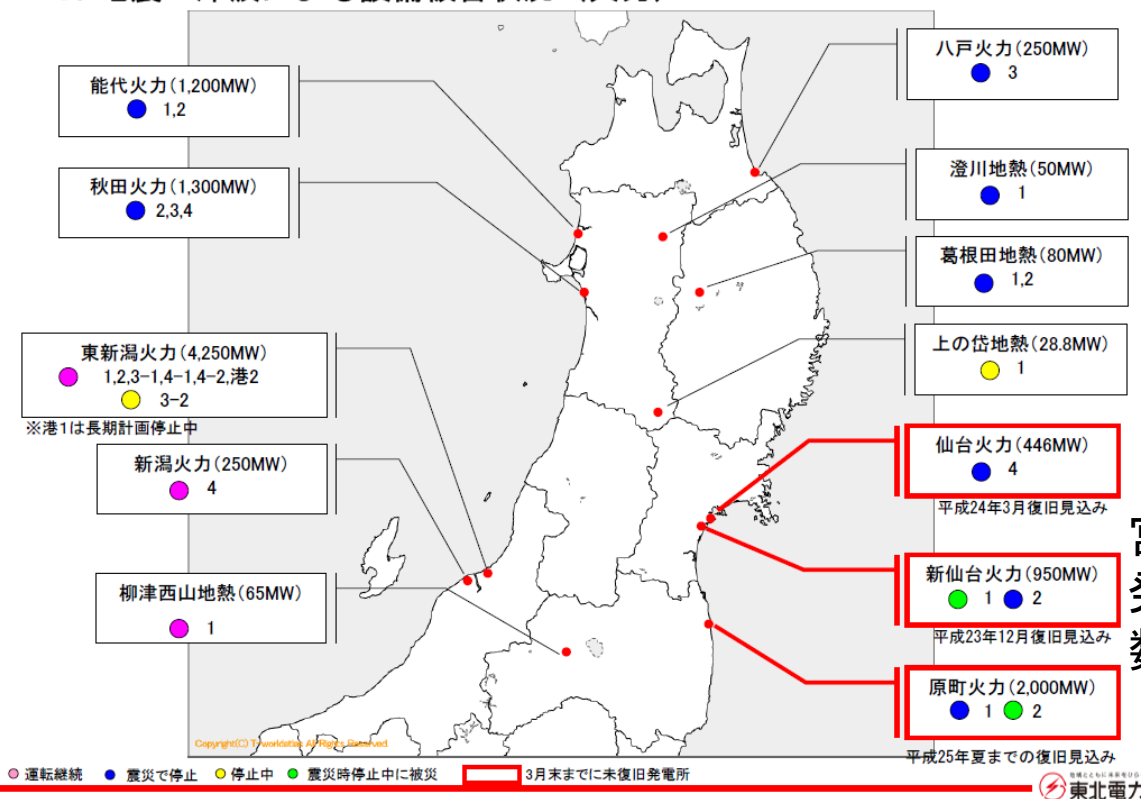 能代火力(1,200MW)
1,2
秋田火力(1,300MW)
2,3,4
東新潟火力(4,250MW)
1,2,3-1,4-1,4-2,港2
3-2
※港1は長期計画停止中
新潟火力(250MW)
4
柳津西山地熱(65MW)
1
八戸火力(250MW)
3
澄川地熱(50MW)
1
葛根田地熱(80MW)
1,2
上の岱地熱(28.8MW)
1
仙台火力(446MW)
4
平成24年3月復旧見込み
新仙台火力(950MW)
1 2
平成23年12月復旧見込み
原町火力(2,000MW)
1 2
平成25年夏までの復旧見込み
Copyright(C) T-worldatlas All Rights Reserved
運転継続 震災で停止 停止中 震災時停止中に被災 3月末までに未復旧発電所
東北電力